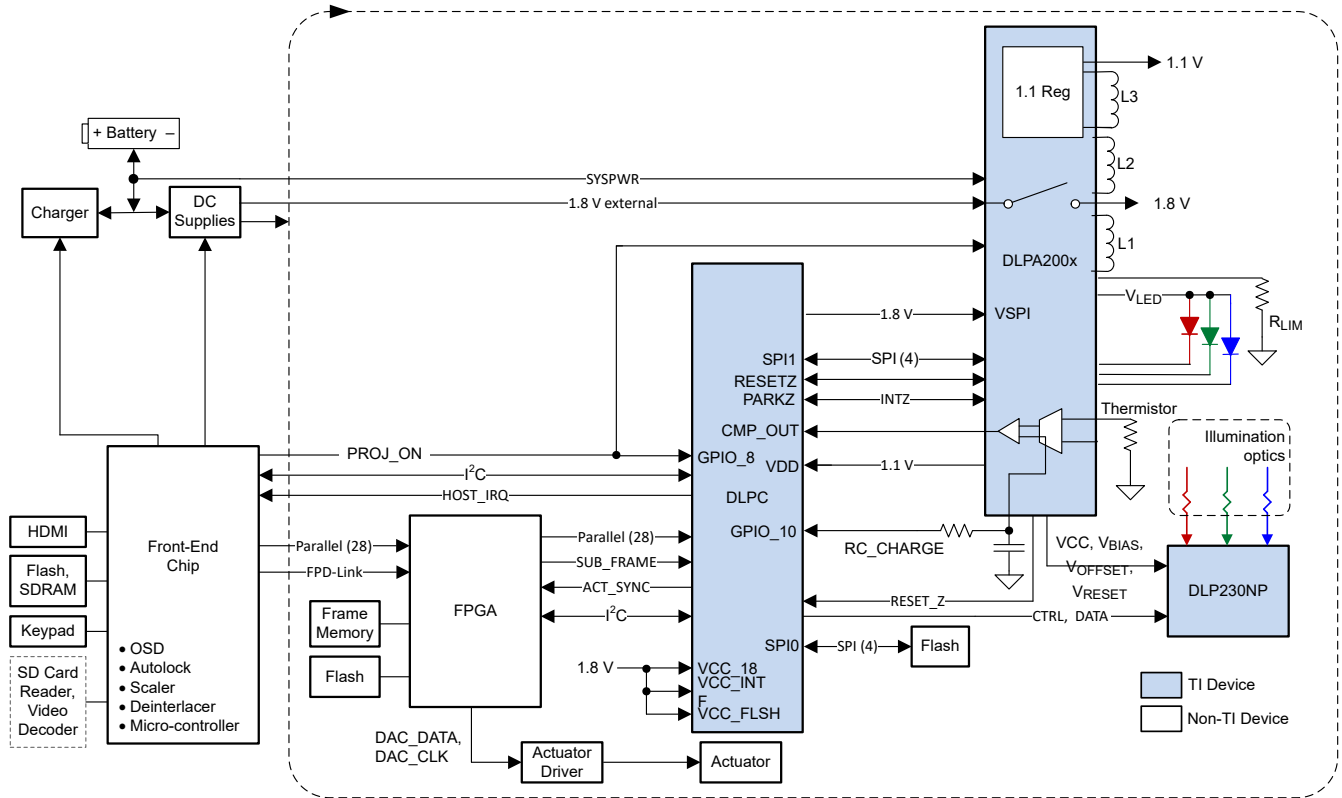 1.1 V
1.1 Reg
L3
+ Battery –
L2
SYSPWR
Charger
DC
Supplies
1.8 V external
1.8 V
L1
DLPA200x
VLED
RLIM
1.8 V
VSPI
SPI1
SPI (4)
RESETZ
PARKZ
INTZ
Thermistor
CMP_OUT
Illumination
optics
PROJ_ON
GPIO_8
VDD
1.1 V
I2C
HOST_IRQ
DLPC
HDMI
Front-End
Chip
Parallel (28)
Parallel (28)
GPIO_10
RC_CHARGE
VCC, VBIAS,
VOFFSET,
VRESET
Flash,
SDRAM
FPD-Link
SUB_FRAME
ACT_SYNC
DLP230NP
FPGA
Frame
Memory
I2C
RESET_Z
CTRL, DATA
Keypad
SPI0
SPI (4)
Flash
SD Card
Reader,
Video
Decoder
• OSD
• Autolock
• Scaler
• Deinterlacer
• Micro-controller
Flash
1.8 V
VCC_18
VCC_INT
F
VCC_FLSH
TI Device
Non-TI Device
DAC_DATA,
DAC_CLK
Actuator
Driver
Actuator